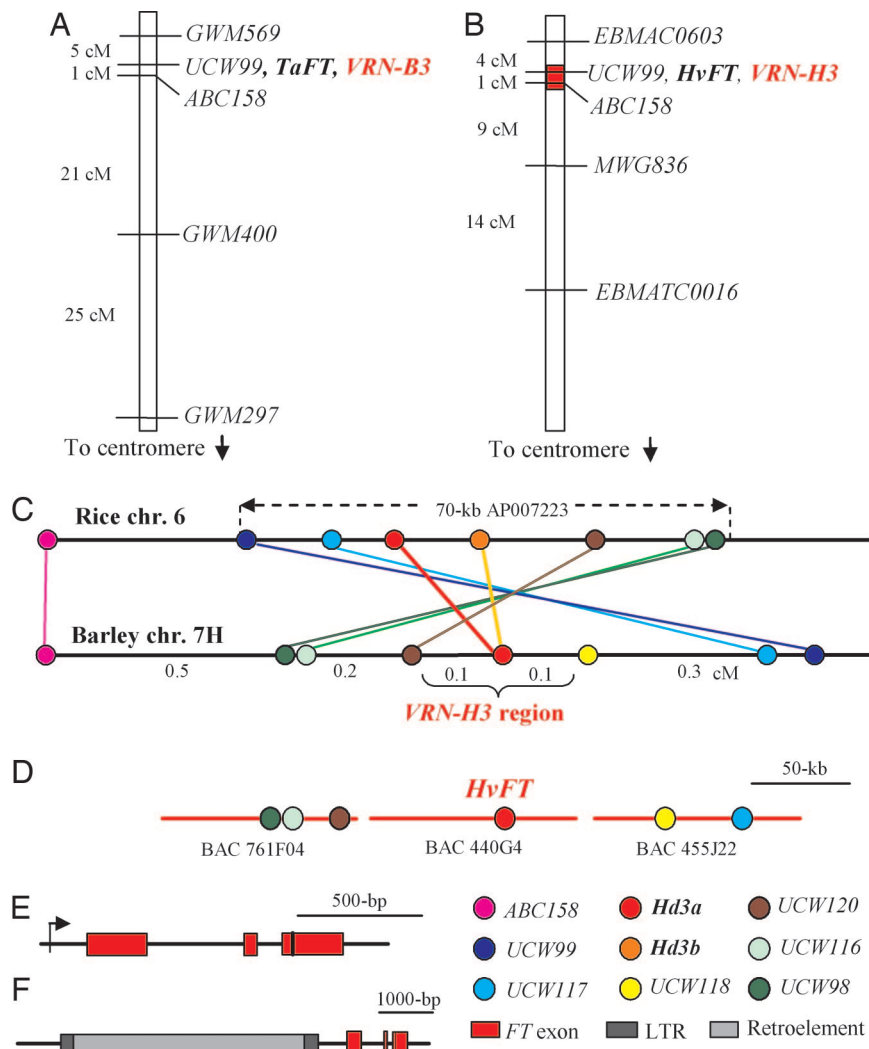 A
GWM569
5 cM
UCW99, TaFT, VRN-B3
1 cM
ABC158
21 cM
GWM400
25 cM
GWM297
To centromere
B
EBMAC0603
4 cM
UCW99, HvFT, VRN-H3
1 cM
ABC158
9 cM
MWG836
14 cM
EBMATC0016
To centromere
C
Rice chr. 6
70-kb AP007223
Barley chr. 7H
0.5 0.2 0.1 0.1 0.3 cM
VRN-H3 region
D
HvFT
50-kb
BAC 761F04 BAC 440G4 BAC 455J22
E
500-bp
F
1000-bp
ABC158 Hd3a UCW120
UCW99 Hd3b UCW116
UCW117 UCW118 UCW98
FT exon LTR Retroelement